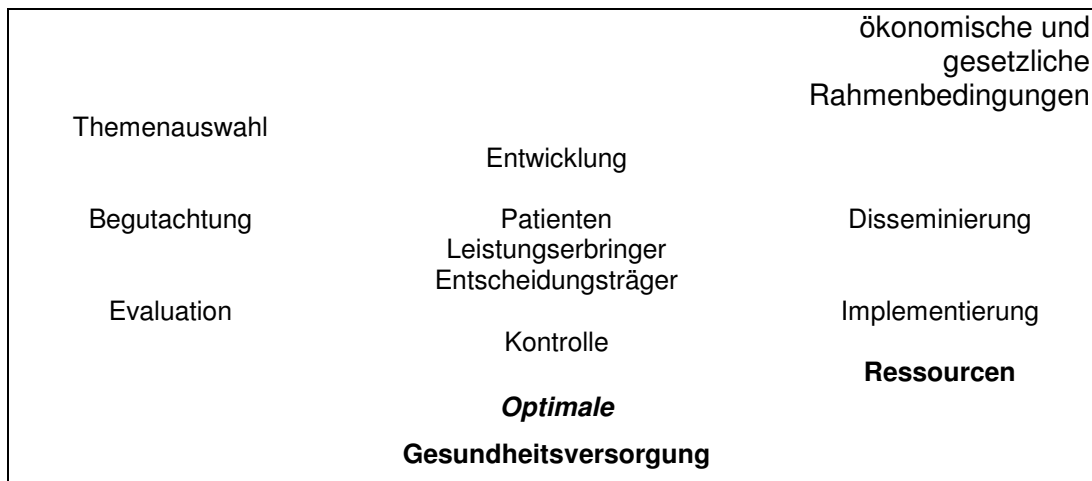 ökonomische und
gesetzliche
Rahmenbedingungen
Themenauswahl
Entwicklung
Begutachtung Patienten Disseminierung
Leistungserbringer
Entscheidungsträger
Evaluation Implementierung
Kontrolle
Ressourcen
Optimale
Gesundheitsversorgung